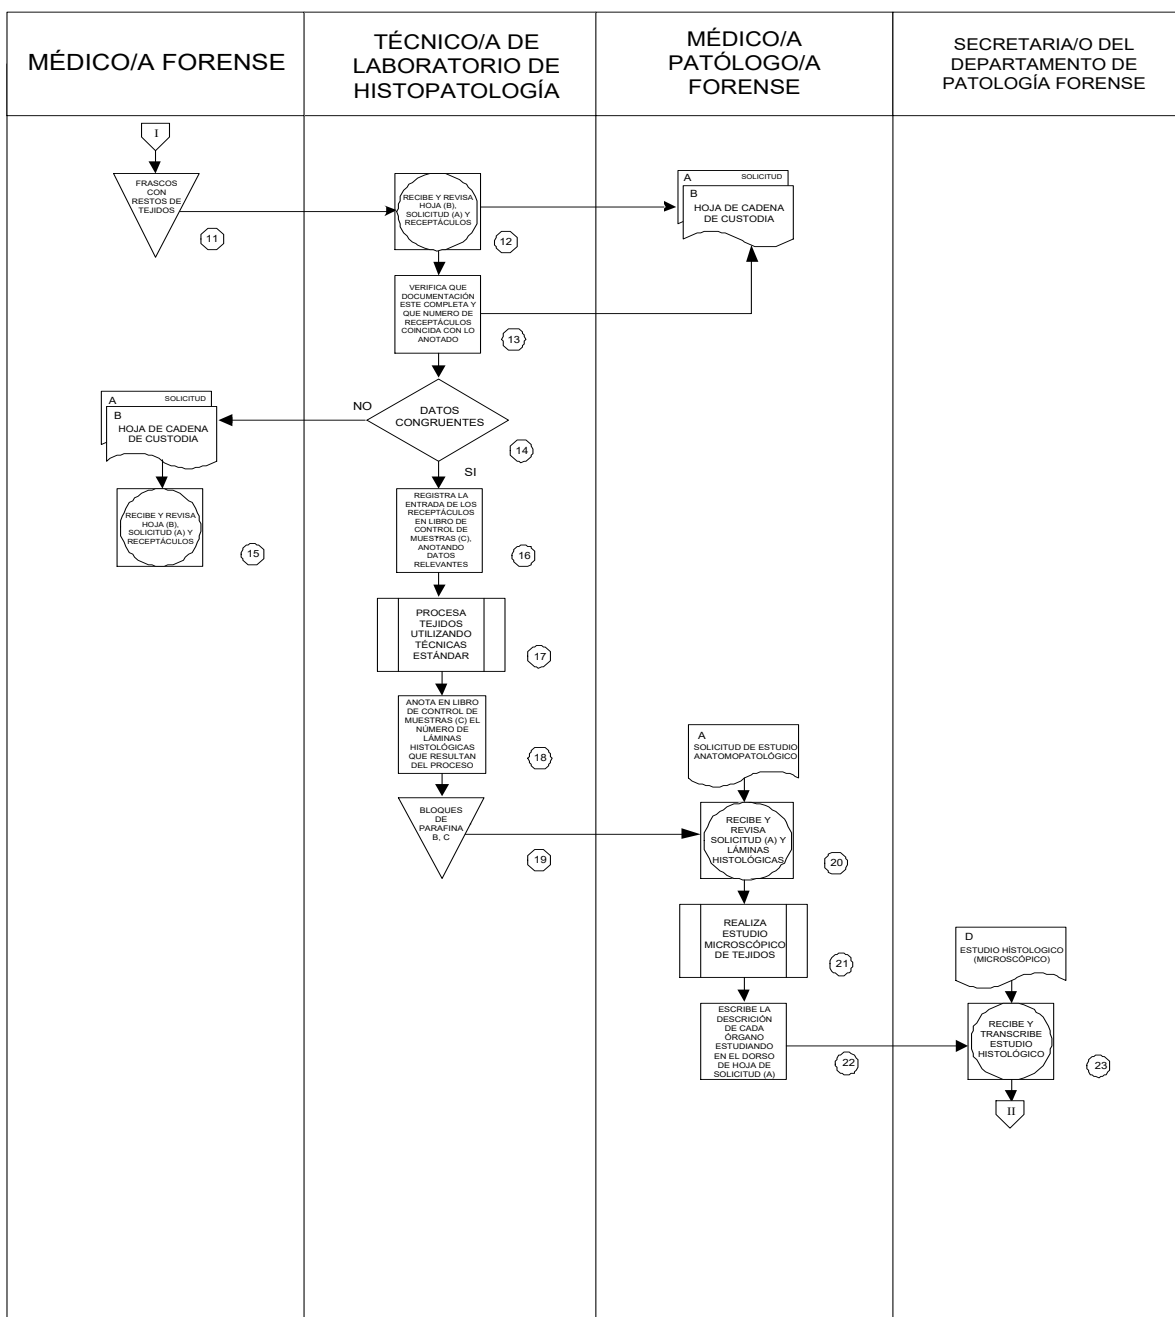 MÉDICO/A FORENSE
TÉCNICO/A DE
LABORATORIO DE
HISTOPATOLOGÍA
MÉDICO/A
PATÓLOGO/A
FORENSE
SECRETARIA/O DEL
DEPARTAMENTO DE
PATOLOGÍA FORENSE
I
FRASCOS
CON
RESTOS DE
TEJIDOS
11
RECIBE Y REVISA
HOJA (B),
SOLICITUD (A) Y
RECEPTÁCULOS
12
A SOLICITUD
B
HOJA DE CADENA
DE CUSTODIA
VERIFICA QUE
DOCUMENTACIÓN
ESTE COMPLETA Y
QUE NUMERO DE
RECEPTÁCULOS
COINCIDA CON LO
ANOTADO
13
DATOS
CONGRUENTES
14
NO
SI
A SOLICITUD
B
HOJA DE CADENA
DE CUSTODIA
RECIBE Y REVISA
HOJA (B),
SOLICITUD (A) Y
RECEPTÁCULOS
15
REGISTRA LA
ENTRADA DE LOS
RECEPTÁCULOS
EN LIBRO DE
CONTROL DE
MUESTRAS (C),
ANOTANDO
DATOS
RELEVANTES
16
PROCESA
TEJIDOS
UTILIZANDO
TÉCNICAS
ESTÁNDAR
17
ANOTA EN LIBRO
DE CONTROL DE
MUESTRAS (C) EL
NÚMERO DE
LÁMINAS
HISTOLÓGICAS
QUE RESULTAN
DEL PROCESO
18
BLOQUES
DE
PARAFINA
B, C
19
A
SOLICITUD DE ESTUDIO
ANATOMOPATOLÓGICO
RECIBE Y
REVISA
SOLICITUD (A) Y
LÁMINAS
HISTOLÓGICAS
20
REALIZA
ESTUDIO
MICROSCÓPICO
DE TEJIDOS
21
ESCRIBE LA
DESCRICIÓN
DE CADA
ÓRGANO
ESTUDIANDO
EN EL DORSO
DE HOJA DE
SOLICITUD (A)
22
D
ESTUDIO HÍSTOLOGICO
(MICROSCÓPICO)
RECIBE Y
TRANSCRIBE
ESTUDIO
HISTOLÓGICO
23
II